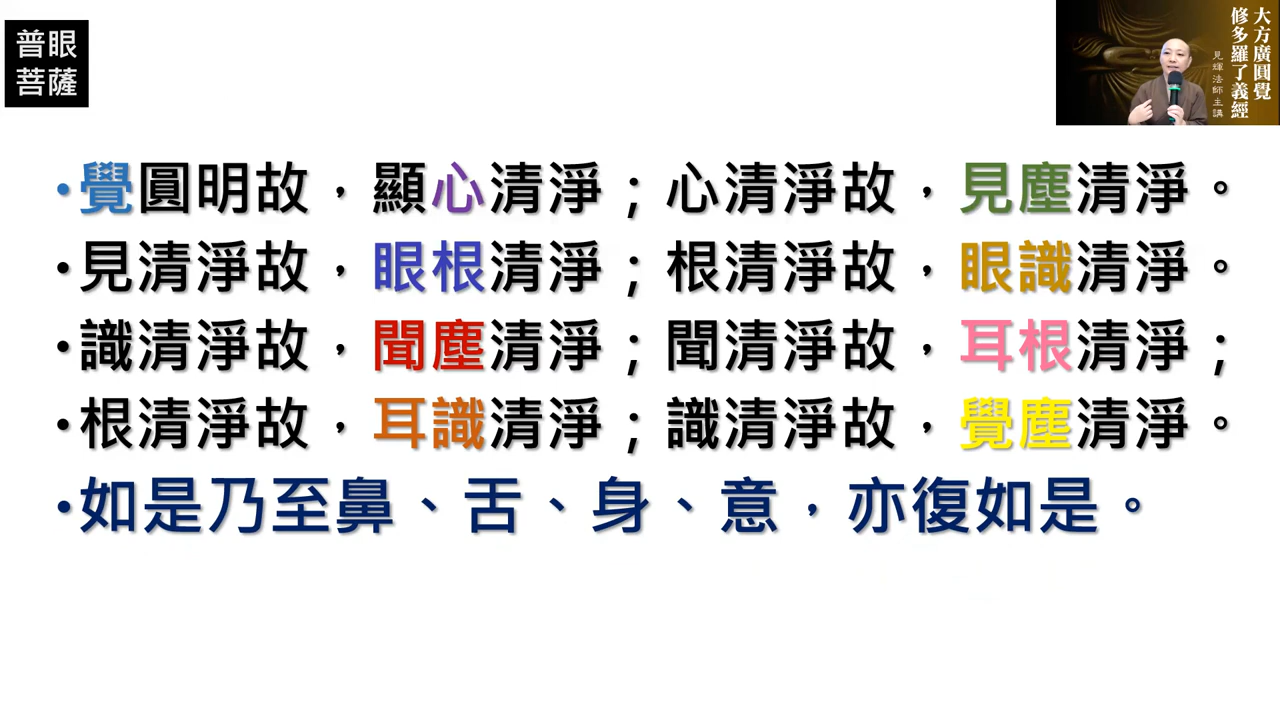 普眼
菩薩
大方廣圓覺
修多羅了義經
見輝法師主講
•覺圓明故，顯心清淨；心清淨故，見塵清淨。
•見清淨故，眼根清淨；根清淨故，眼識清淨。
•識清淨故，聞塵清淨；聞清淨故，耳根清淨；
•根清淨故，耳識清淨；識清淨故，覺塵清淨。
•如是乃至鼻、舌、身、意，亦復如是。